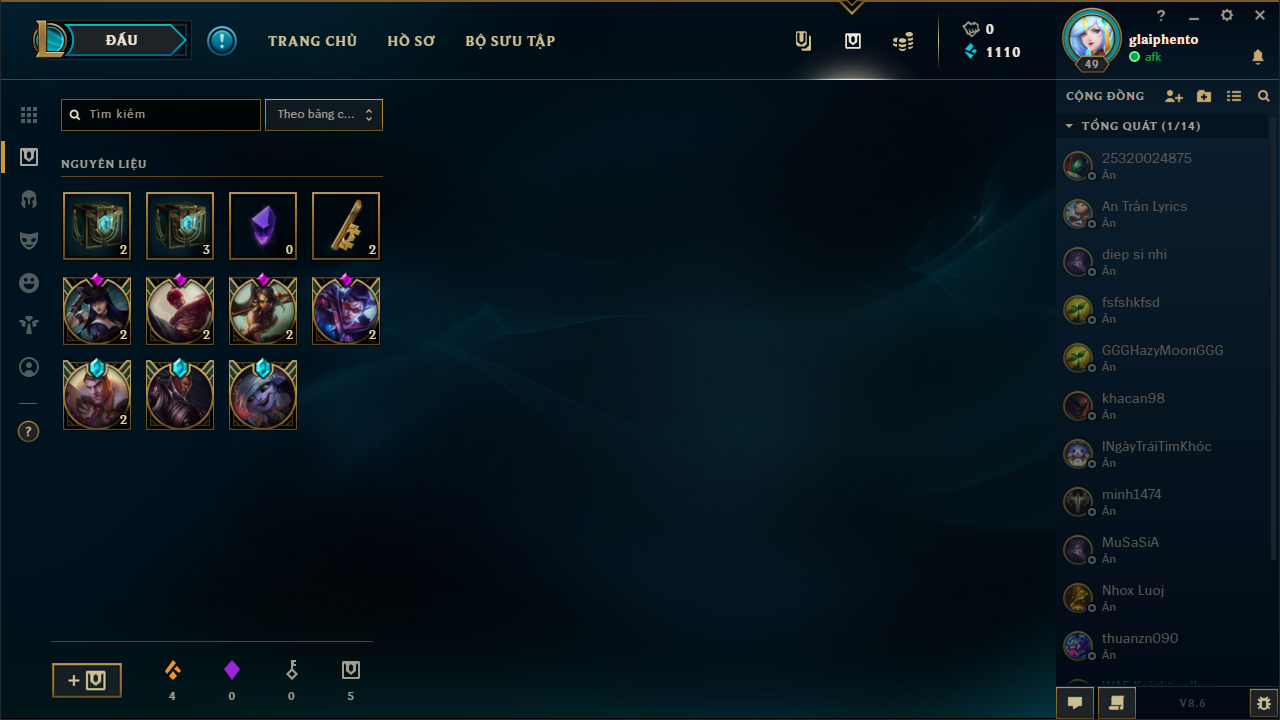 ĐẤU
TRANG CHỦ
HỒ SƠ
BỘ SƯU TẬP
0
1110
49
glaiphento
afk
Tìm kiếm
Theo bảng c...
NGUYÊN LIỆU
2
3
0
2
2
2
2
2
2
4
0
0
5
CỘNG ĐỒNG
TỔNG QUÁT (1/14)
25320024875
Ẩn
An Trần Lyrics
Ẩn
diep si nhi
Ẩn
fsfshkfsd
Ẩn
GGGHazyMoonGGG
Ẩn
khacan98
Ẩn
lNgàyTráiTimKhóc
Ẩn
minh1474
Ẩn
MuSaSiA
Ẩn
Nhox Luoj
Ẩn
thuanzn090
Ẩn
V8.6